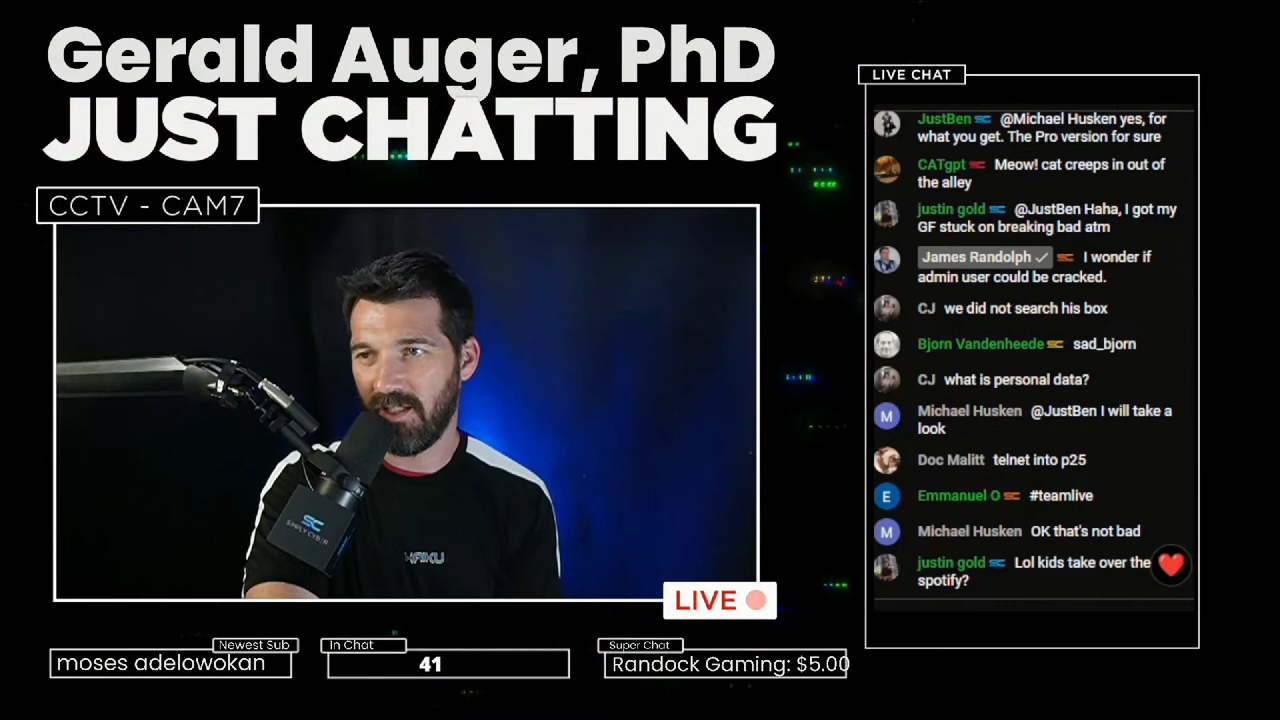 Gerald Auger, PhD
JUST CHATTING
CCTV - CAM7
SIMPLYCYBER
HAIKU
LIVE
Newest Sub
moses adelowokan
In Chat
41
Super Chat
Randock Gaming: $5.00
LIVE CHAT
JustBen @Michael Husken yes, for
what you get. The Pro version for sure
CATgpt Meow! cat creeps in out of
the alley
justin gold @JustBen Haha, I got my
GF stuck on breaking bad atm
James Randolph I wonder if
admin user could be cracked.
CJ we did not search his box
Bjorn Vandenheede sad_bjorn
CJ what is personal data?
M
Michael Husken @JustBen I will take a
look
Doc Malitt telnet into p25
E
Emmanuel O #teamlive
M
Michael Husken OK that's not bad
justin gold Lol kids take over the
spotify?